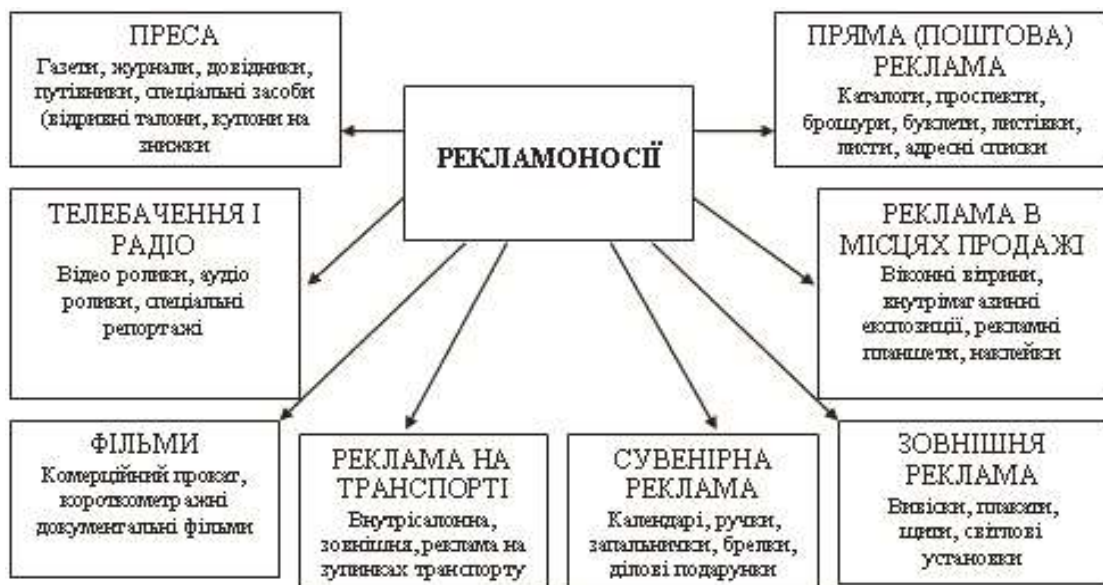 ПРЕСА
Газети, журнали, довідники,
путівники, спеціальні засоби
(відривні талони, купони на
знижки
ПРЯМА (ПОШТОВА)
РЕКЛАМА
Каталоги, проспекти,
брошури, буклети, листівки,
листи, адресні списки
РЕКЛАМОНОСІЇ
ТЕЛЕБАЧЕННЯ І
РАДІО
Відео ролики, аудіо
ролики, спеціальні
репортажі
РЕКЛАМА В
МІСЦЯХ ПРОДАЖІ
Віконні вітрини,
внутрімагазинні
експозиції, рекламні
планшети, наклейки
ФІЛЬМИ
Комерційний прокат,
короткометражні
документальні фільми
РЕКЛАМА НА
ТРАНСПОРТІ
Внутрісалонна,
зовнішня, реклама на
зупинках транспорту
СУВЕНІРНА
РЕКЛАМА
Календарі, ручки,
запальнички, брелки,
ділові подарунки
ЗОВНІШНЯ
РЕКЛАМА
Вивіски, плакати,
щити, світлові
установки